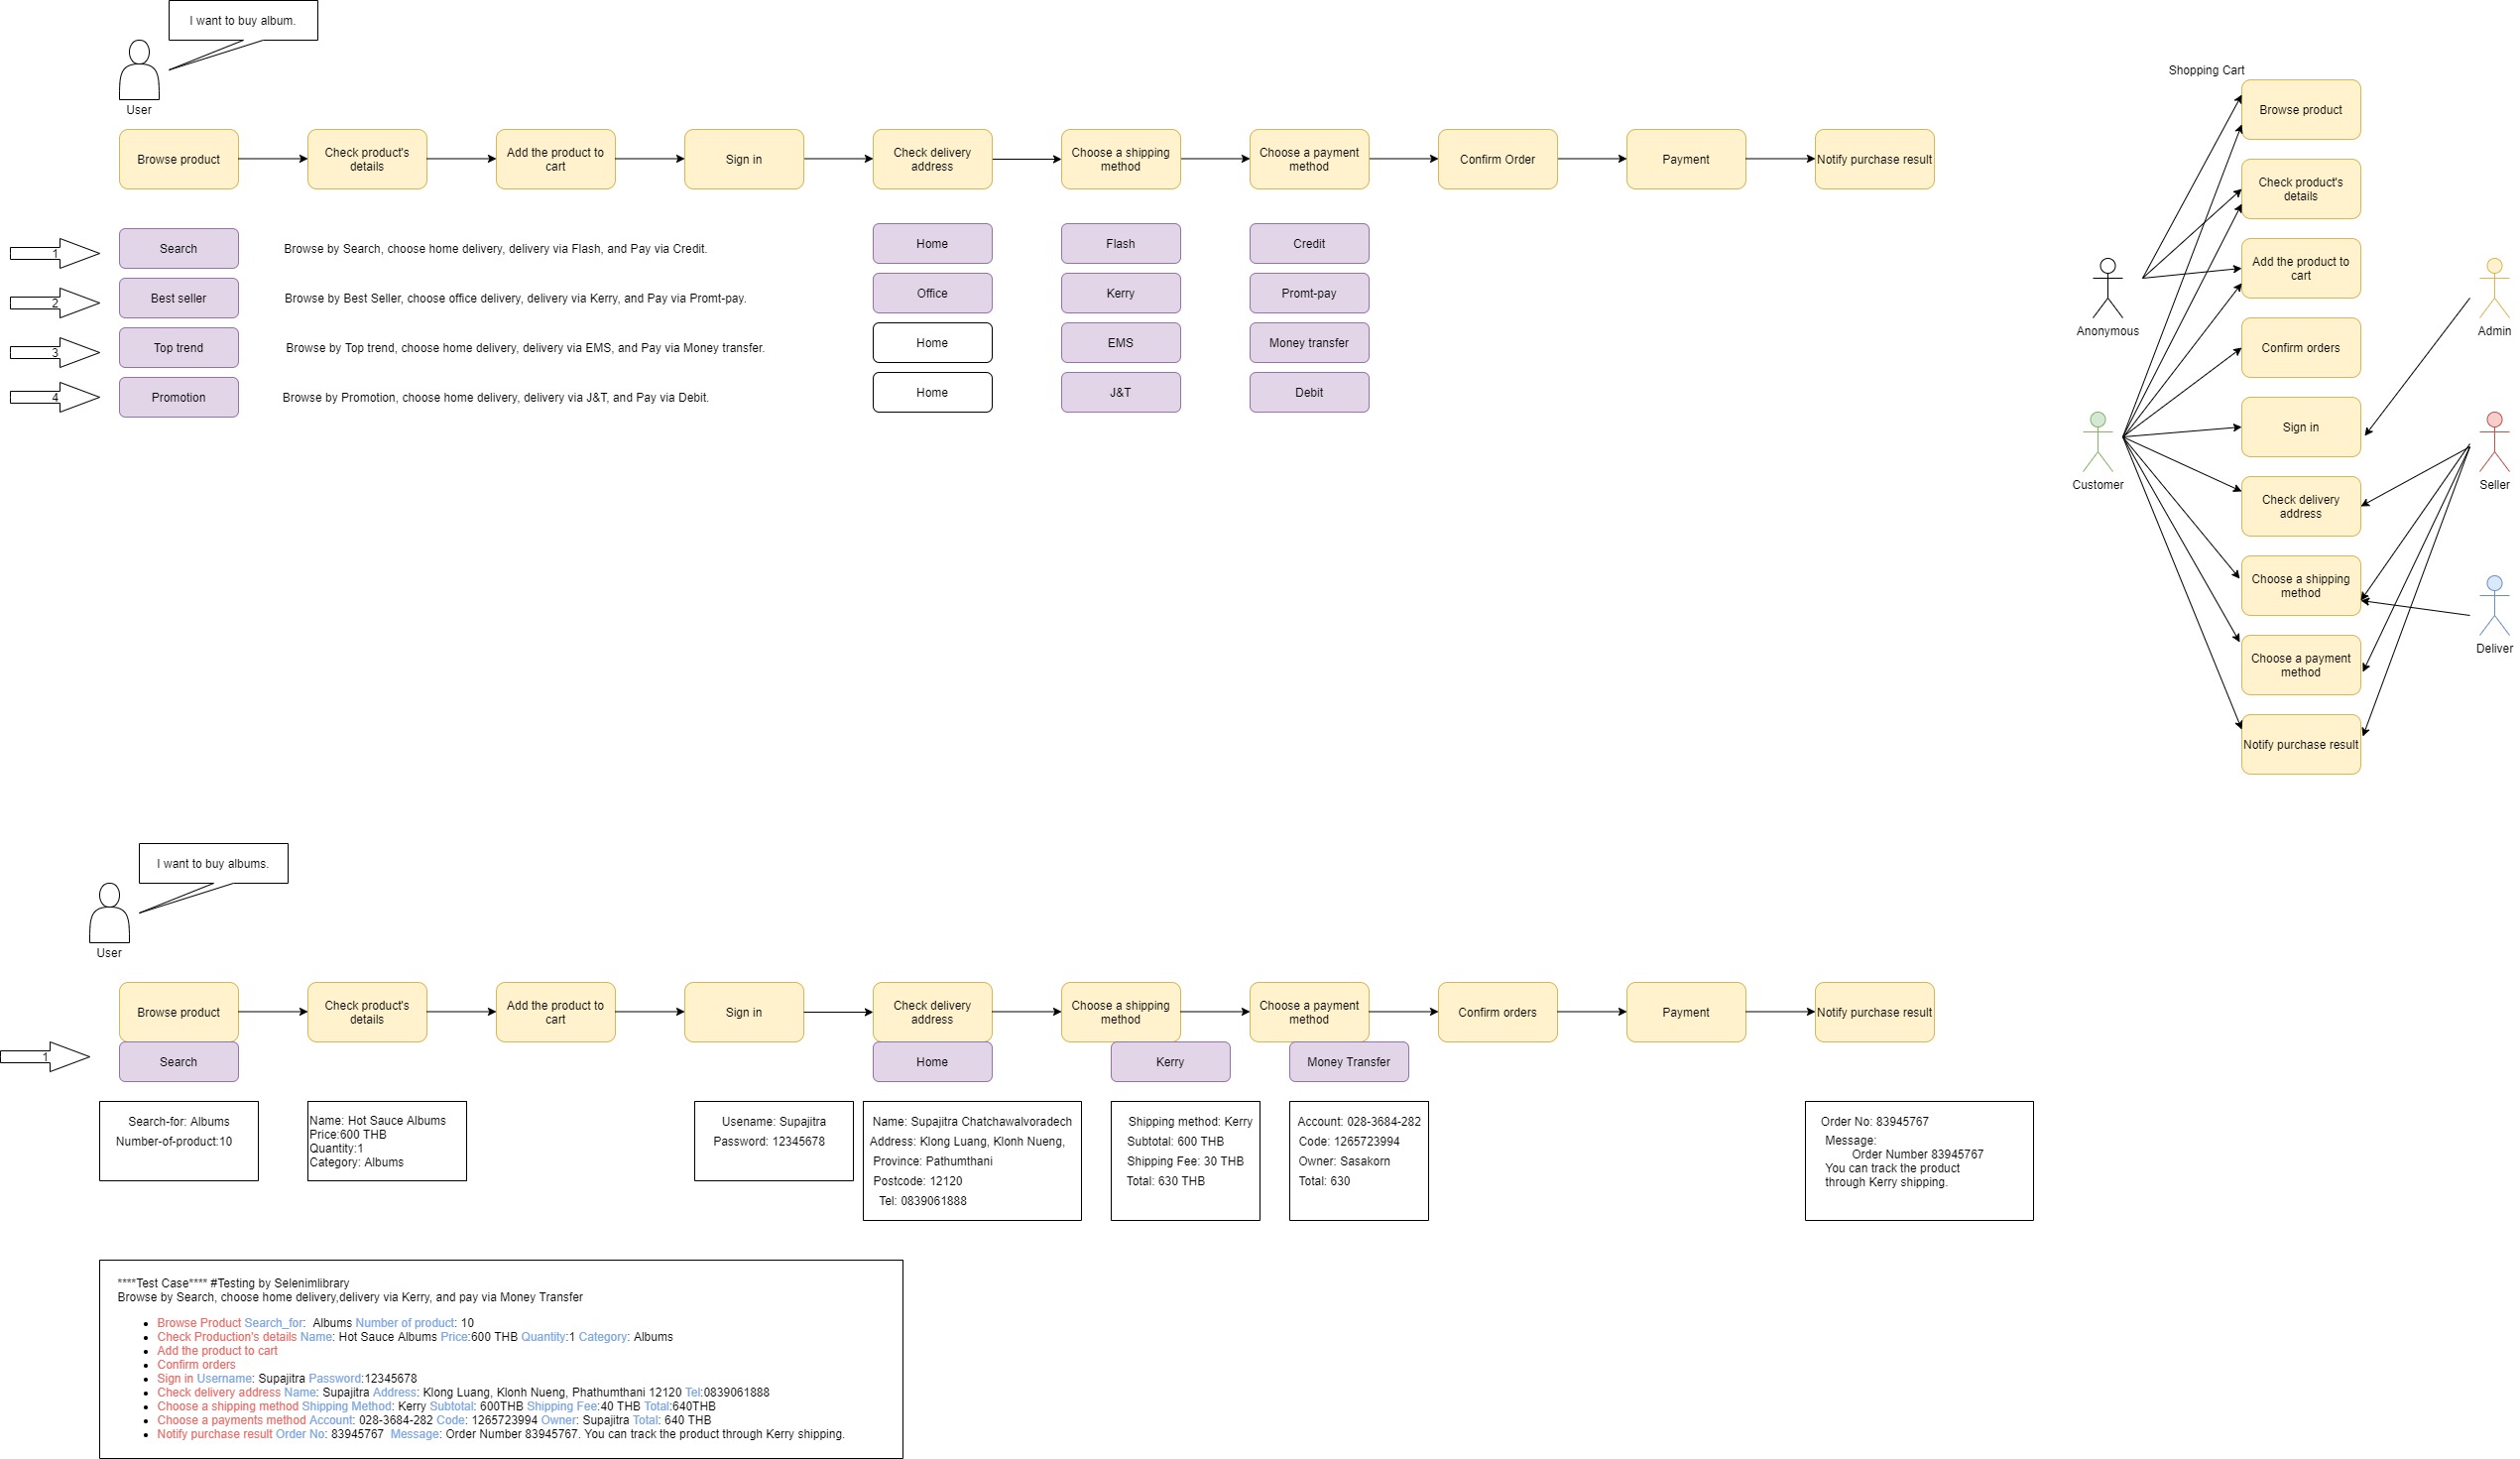 I want to buy album.
User
Browse product
Check product's
details
Add the product to
cart
Sign in
Check delivery
address
Choose a shipping
method
Choose a payment
method
Confirm Order
Payment
Notify purchase result
1
Search
Browse by Search, choose home delivery, delivery via Flash, and Pay via Credit.
Home
Flash
Credit
2
Best seller
Browse by Best Seller, choose office delivery, delivery via Kerry, and Pay via Promt-pay.
Office
Kerry
Promt-pay
3
Top trend
Browse by Top trend, choose home delivery, delivery via EMS, and Pay via Money transfer.
Home
EMS
Money transfer
4
Promotion
Browse by Promotion, choose home delivery, delivery via J&T, and Pay via Debit.
Home
J&T
Debit
Shopping Cart
Browse product
Check product's
details
Add the product to
cart
Confirm orders
Sign in
Check delivery
address
Choose a shipping
method
Choose a payment
method
Notify purchase result
Anonymous
Customer
Admin
Seller
Deliver
I want to buy albums.
User
Browse product
Check product's
details
Add the product to
cart
Sign in
Check delivery
address
Choose a shipping
method
Choose a payment
method
Confirm orders
Payment
Notify purchase result
1
Search
Home
Kerry
Money Transfer
Search-for: Albums
Number-of-product:10
Name: Hot Sauce Albums
Price:600 THB
Quantity:1
Category: Albums
Usename: Supajitra
Password: 12345678
Name: Supajitra Chatchawalvoradech
Address: Klong Luang, Klonh Nueng,
Province: Pathumthani
Postcode: 12120
Tel: 0839061888
Shipping method: Kerry
Subtotal: 600 THB
Shipping Fee: 30 THB
Total: 630 THB
Account: 028-3684-282
Code: 1265723994
Owner: Sasakorn
Total: 630
Order No: 83945767
Message:
Order Number 83945767
You can track the product
through Kerry shipping.
****Test Case**** #Testing by Selenimlibrary
Browse by Search, choose home delivery,delivery via Kerry, and pay via Money Transfer
• Browse Product Search_for: Albums Number of product: 10
• Check Production's details Name: Hot Sauce Albums Price:600 THB Quantity:1 Category: Albums
• Add the product to cart
• Confirm orders
• Sign in Username: Supajitra Password:12345678
• Check delivery address Name: Supajitra Address: Klong Luang, Klonh Nueng, Phathumthani 12120 Tel:0839061888
• Choose a shipping method Shipping Method: Kerry Subtotal: 600THB Shipping Fee:40 THB Total:640THB
• Choose a payments method Account: 028-3684-282 Code: 1265723994 Owner: Supajitra Total: 640 THB
• Notify purchase result Order No: 83945767 Message: Order Number 83945767. You can track the product through Kerry shipping.